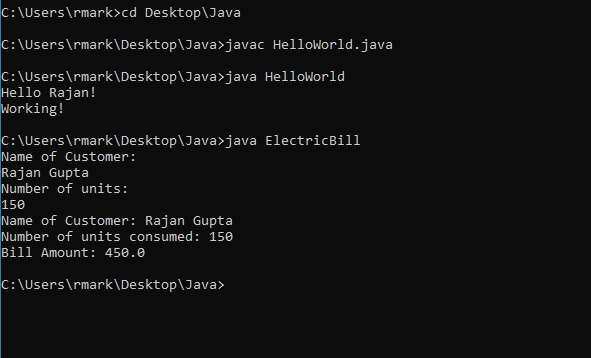 C:\Users\rmark>cd Desktop\Java
C:\Users\rmark\Desktop\Java>javac HelloWorld.java
C:\Users\rmark\Desktop\Java>java HelloWorld
Hello Rajan!
Working!
C:\Users\rmark\Desktop\Java>java ElectricBill
Name of Customer:
Rajan Gupta
Number of units:
150
Name of Customer: Rajan Gupta
Number of units consumed: 150
Bill Amount: 450.0
C:\Users\rmark\Desktop\Java>